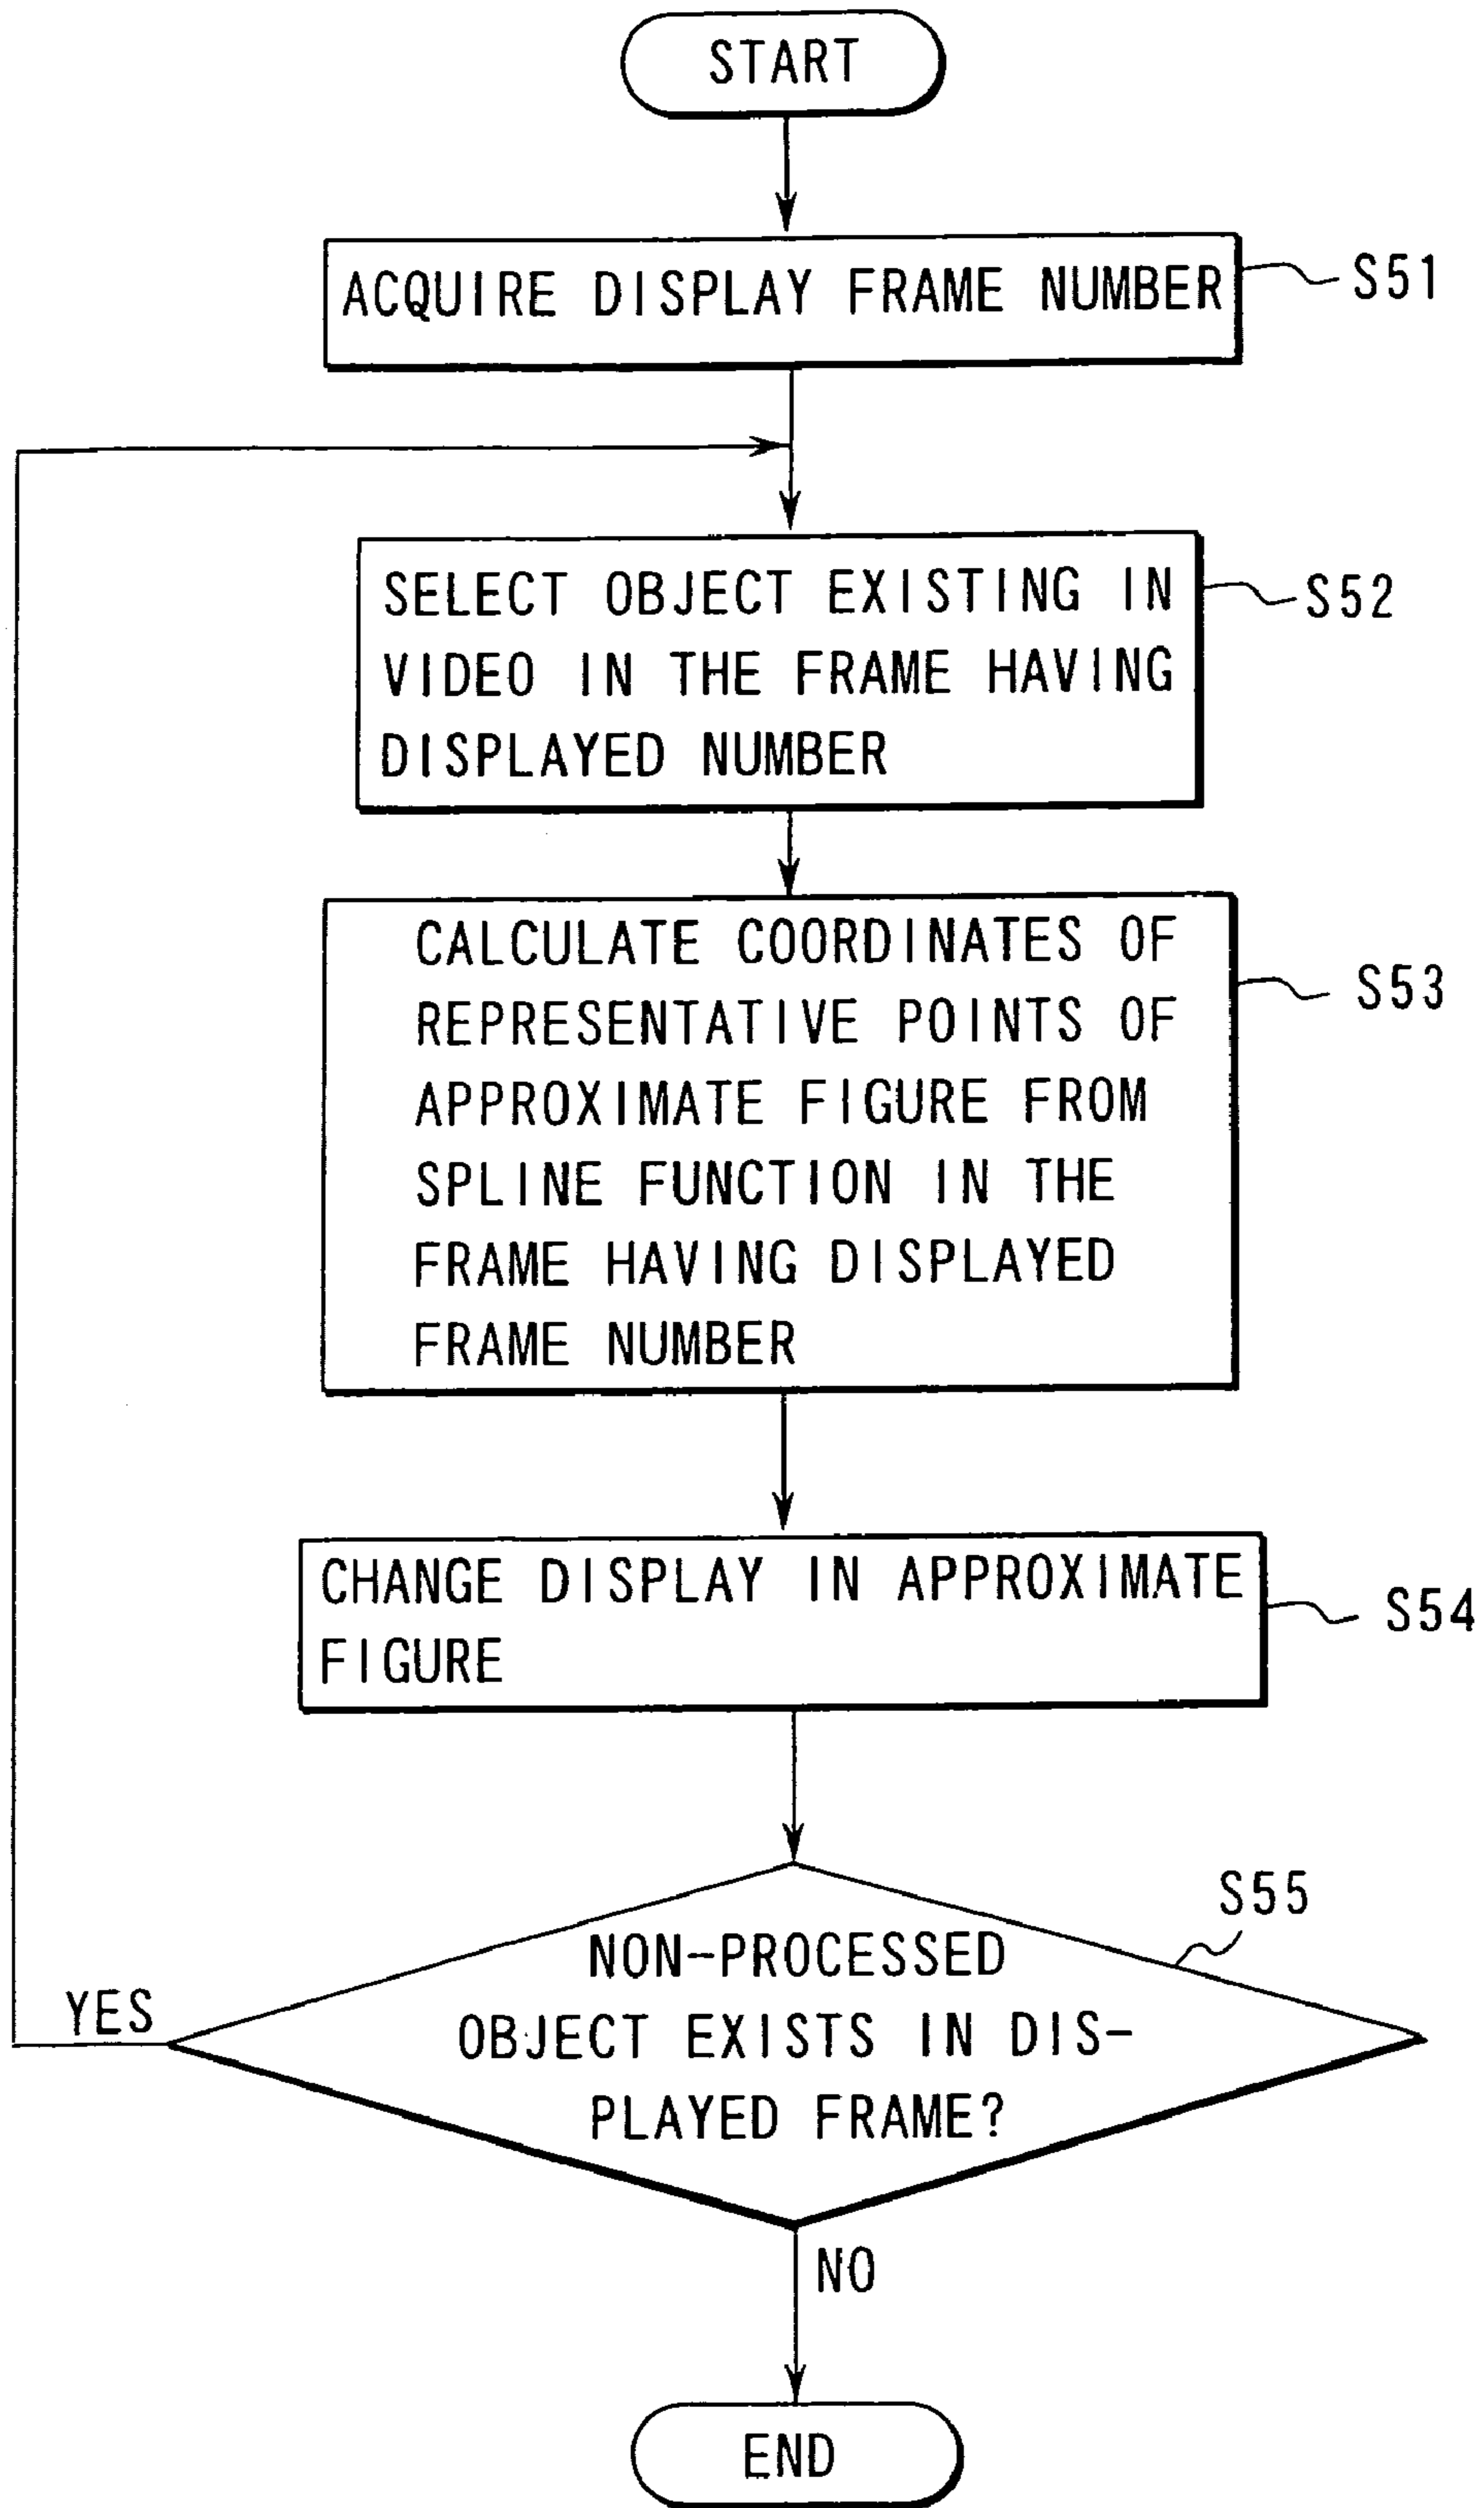 START
ACQUIRE DISPLAY FRAME NUMBER
S51
SELECT OBJECT EXISTING IN
VIDEO IN THE FRAME HAVING
DISPLAYED NUMBER
S52
CALCULATE COORDINATES OF
REPRESENTATIVE POINTS OF
APPROXIMATE FIGURE FROM
SPLINE FUNCTION IN THE
FRAME HAVING DISPLAYED
FRAME NUMBER
S53
CHANGE DISPLAY IN APPROXIMATE
FIGURE
S54
S55
NON-PROCESSED
OBJECT EXISTS IN DIS-
PLAYED FRAME?
YES
NO
END